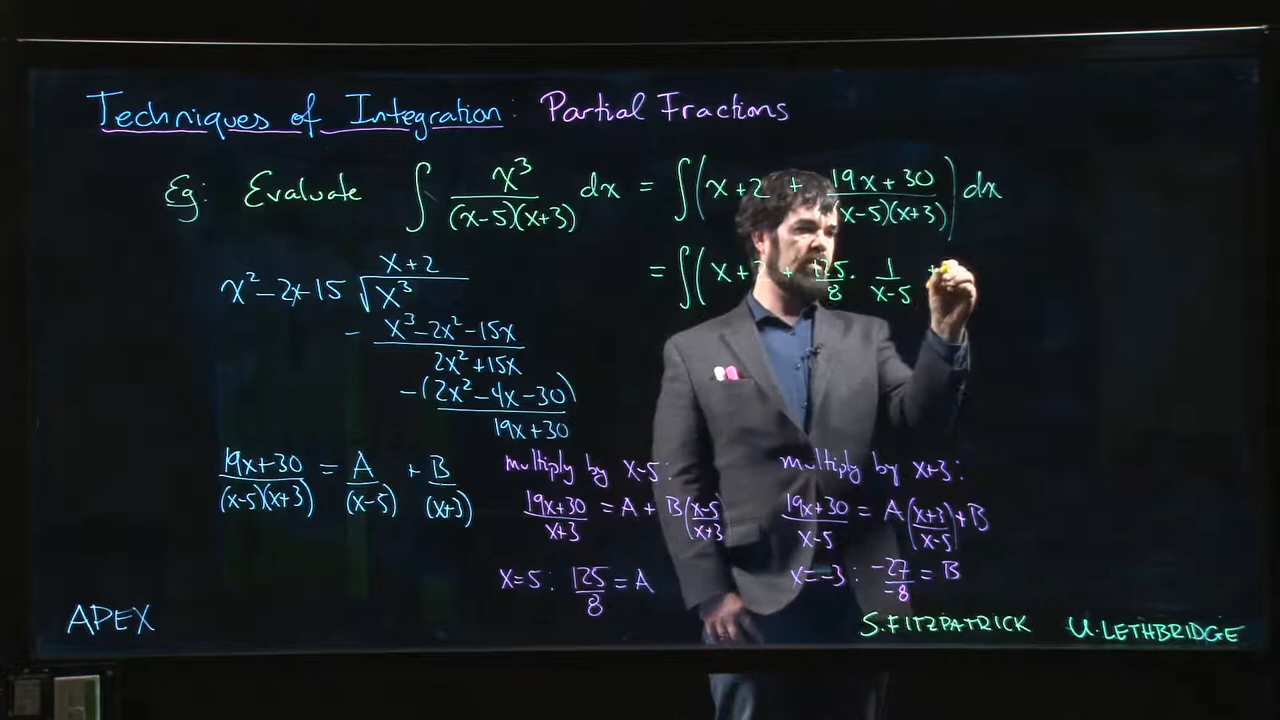 Techniques of Integration: Partial Fractions
Eg: Evaluate ∫ x³/((x-5)(x+3)) dx = ∫(x+2 + (19x+30)/((x-5)(x+3))) dx
= ∫(x+2 + 125/8 · 1/(x-5) +
x+2
x²-2x-15 √x³
- x³-2x²-15x
2x²+15x
-(2x²-4x-30)
19x+30
(19x+30)/((x-5)(x+3)) = A/(x-5) + B/(x+3)
multiply by x-5:
(19x+30)/(x+3) = A + B((x-5)/(x+3))
x=5: 125/8 = A
multiply by x+3:
(19x+30)/(x-5) = A((x+3)/(x-5)) + B
x=-3: -27/-8 = B
APEX
S. FITZPATRICK U. LETHBRIDGE